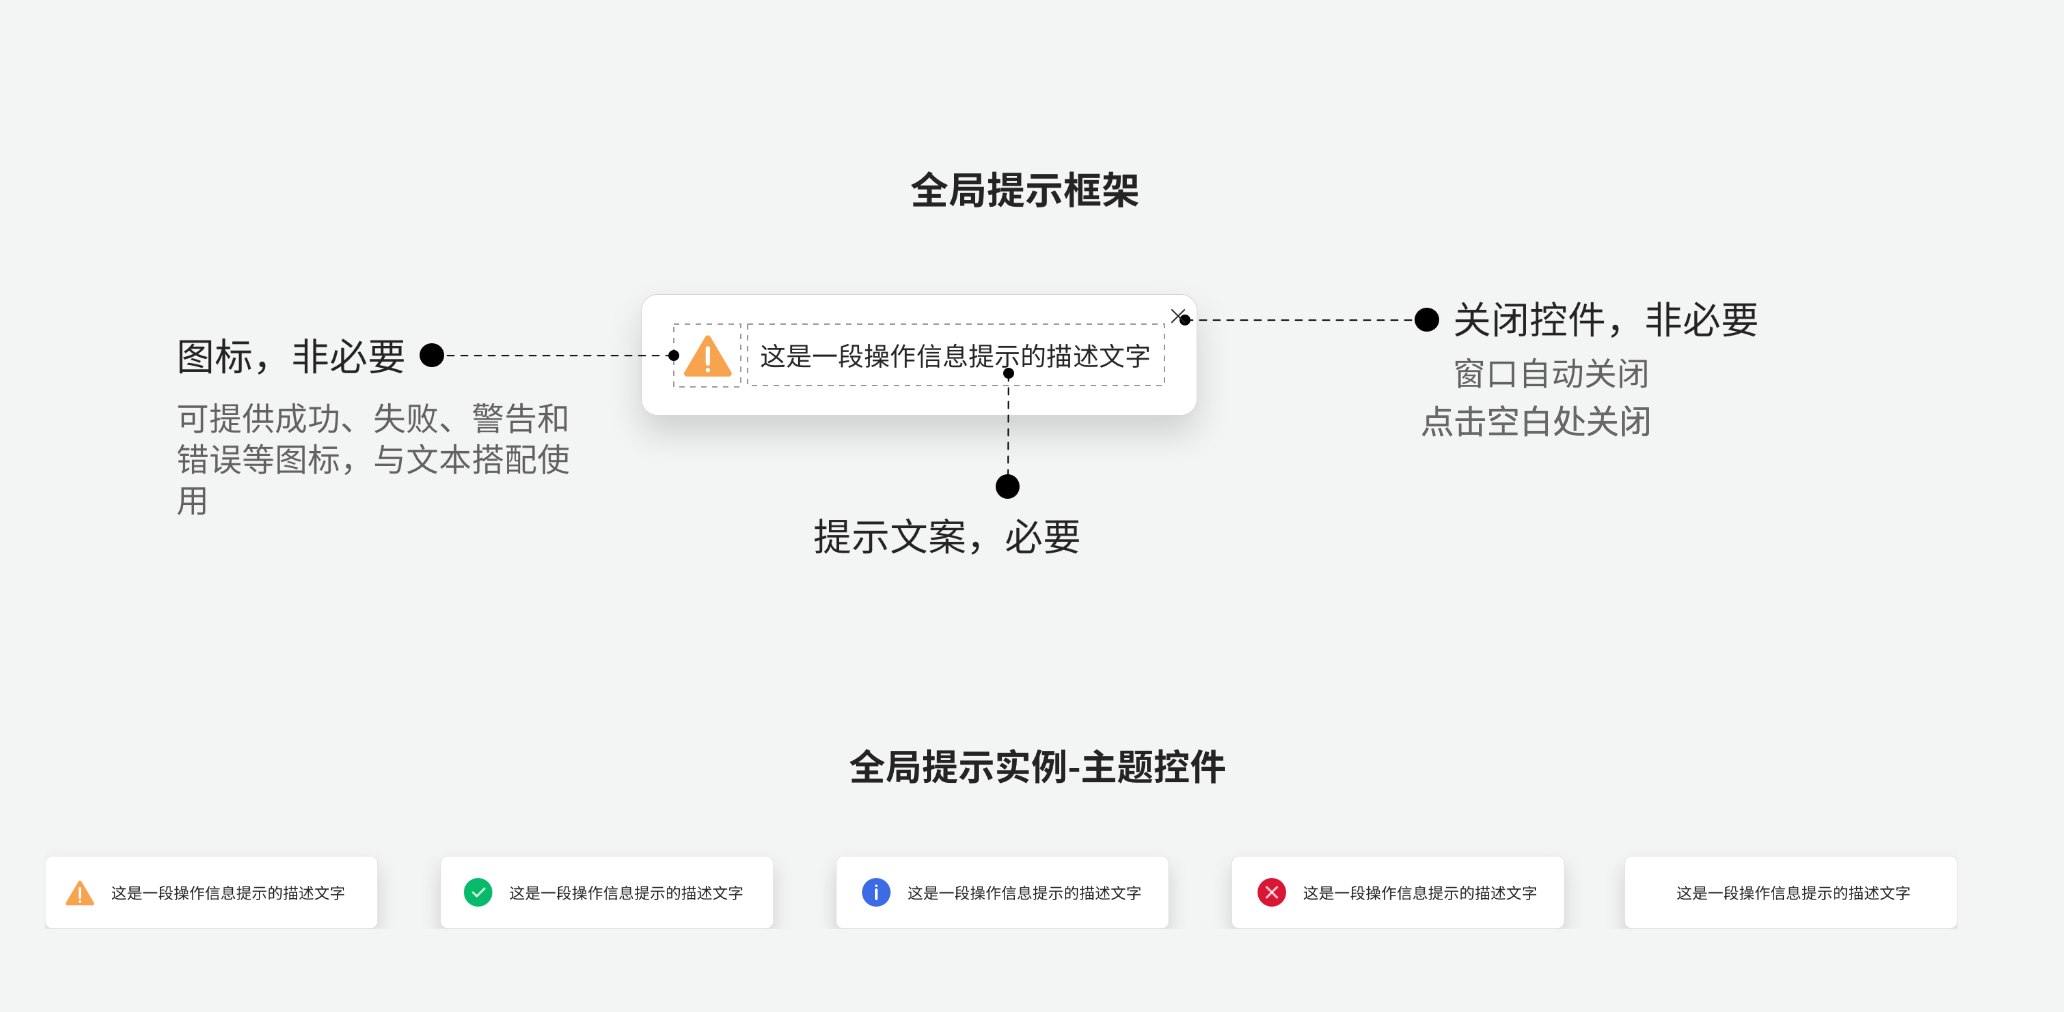 全局提示框架
图标，非必要
可提供成功、失败、警告和
错误等图标，与文本搭配使
用
这是一段操作信息提示的描述文字
关闭控件，非必要
窗口自动关闭
点击空白处关闭
提示文案，必要
全局提示实例-主题控件
这是一段操作信息提示的描述文字
这是一段操作信息提示的描述文字
这是一段操作信息提示的描述文字
这是一段操作信息提示的描述文字
这是一段操作信息提示的描述文字